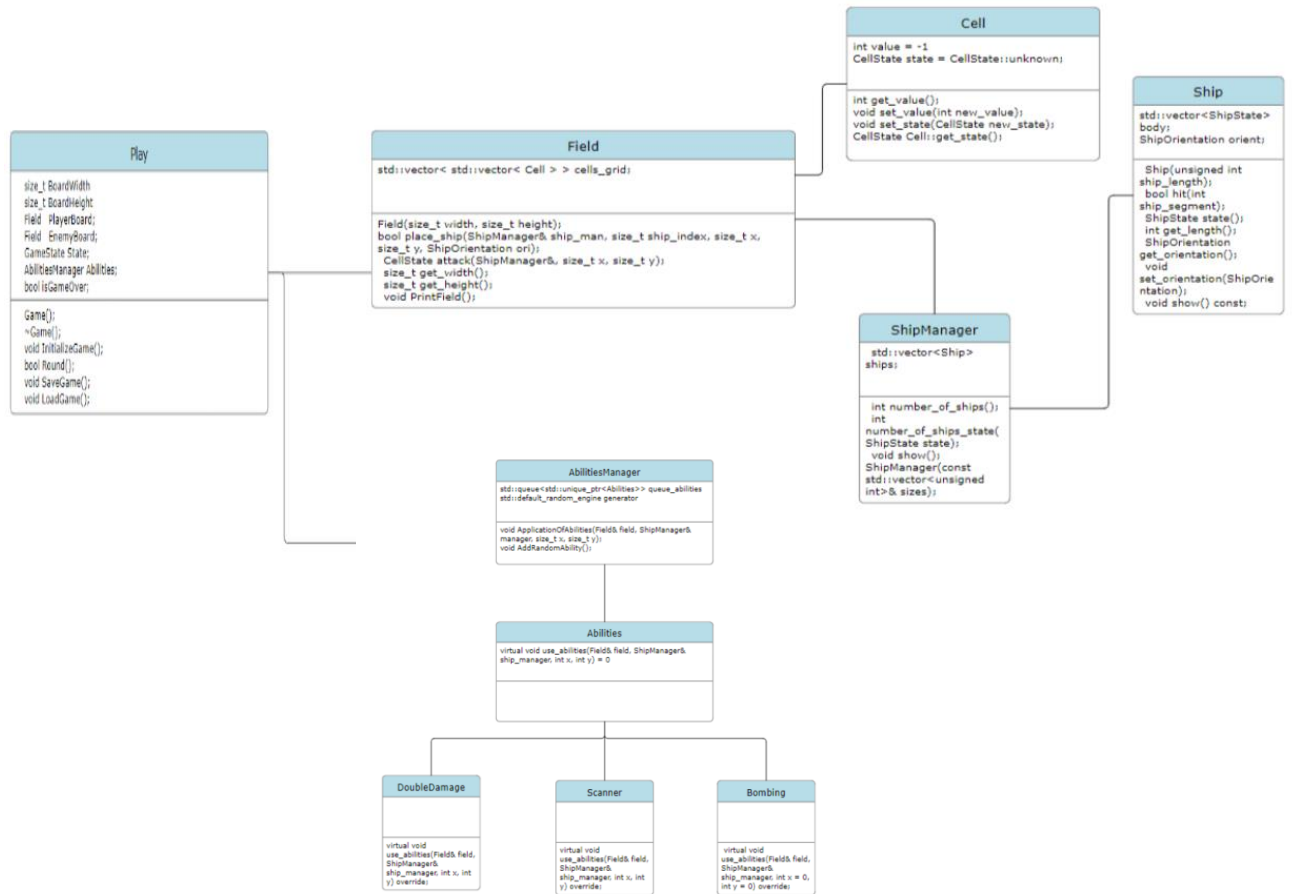 Play
size_t BoardWidth
size_t BoardHeight
Field PlayerBoard;
Field EnemyBoard;
GameState State;
AbilitiesManager Abilities;
bool isGameOver;
Game();
~Game();
void InitializeGame();
bool Round();
void SaveGame();
void LoadGame();
Field
std::vector< std::vector< Cell > > cells_grid;
Field(size_t width, size_t height);
bool place_ship(ShipManager& ship_man, size_t ship_index, size_t x,
size_t y, ShipOrientation ori);
CellState attack(ShipManager&, size_t x, size_t y);
size_t get_width();
size_t get_height();
void PrintField();
Cell
int value = -1
CellState state = CellState::unknown;
int get_value();
void set_value(int new_value);
void set_state(CellState new_state);
CellState Cell::get_state();
Ship
std::vector<ShipState>
body;
ShipOrientation orient;
Ship(unsigned int
ship_length);
bool hit(int
ship_segment);
ShipState state();
int get_length();
ShipOrientation
get_orientation();
void
set_orientation(ShipOrie
ntation);
void show() const;
ShipManager
std::vector<Ship>
ships;
int number_of_ships();
int
number_of_ships_state(
ShipState state);
void show();
ShipManager(const
std::vector<unsigned
int>& sizes);
AbilitiesManager
std::queue<std::unique_ptr<Abilities>> queue_abilities
std::default_random_engine generator
void ApplicationOfAbilities(Field& field, ShipManager&
manager, size_t x, size_t y);
void AddRandomAbility();
Abilities
virtual void use_abilities(Field& field, ShipManager&
ship_manager, int x, int y) = 0
DoubleDamage
virtual void
use_abilities(Field& field,
ShipManager&
ship_manager, int x, int
y) override;
Scanner
virtual void
use_abilities(Field& field,
ShipManager&
ship_manager, int x, int
y) override;
Bombing
virtual void
use_abilities(Field& field,
ShipManager&
ship_manager, int x = 0,
int y = 0) override;